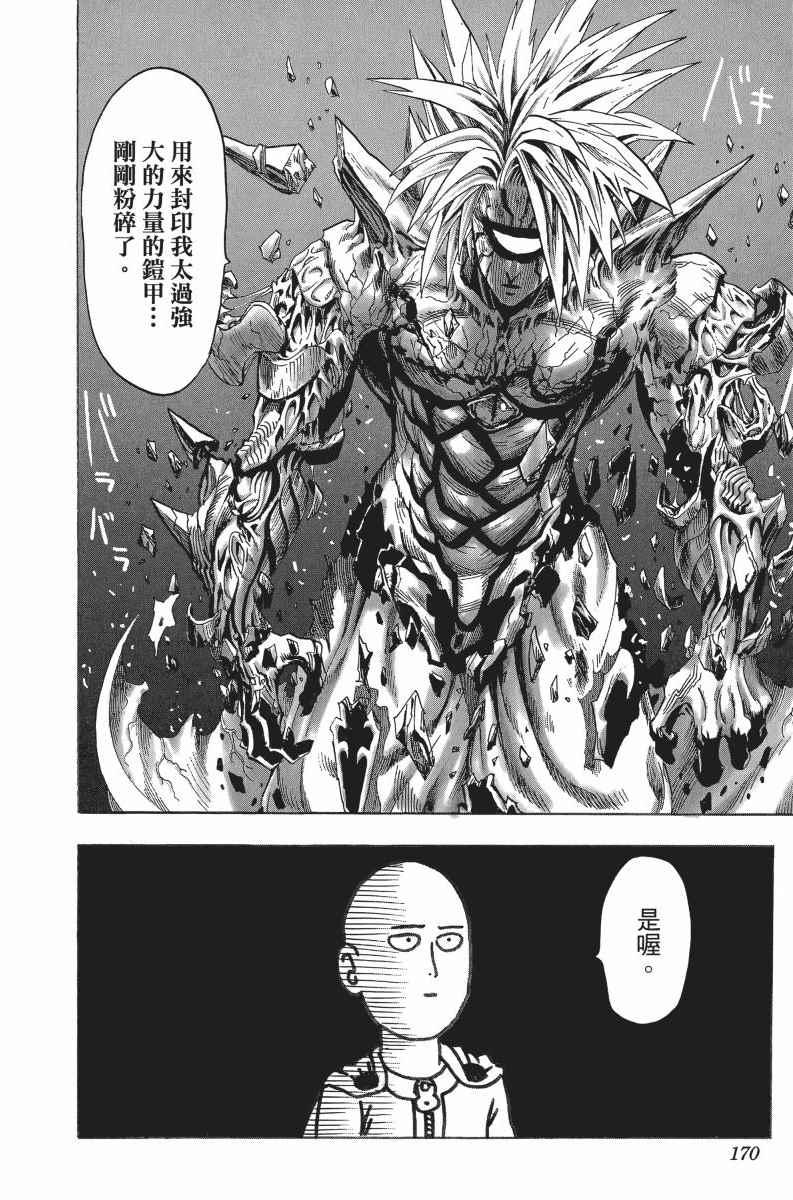 バキ
用來封印我太過強
大的力量的鎧甲…
剛剛粉碎了。
バラバラ
是喔。
170